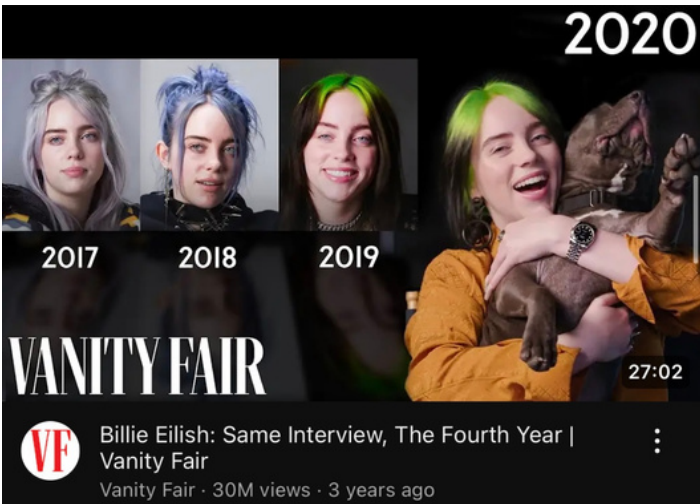 2020
2017
2018
2019
VANITY FAIR
27:02
VF
Billie Eilish: Same Interview, The Fourth Year |
Vanity Fair
Vanity Fair · 30M views · 3 years ago